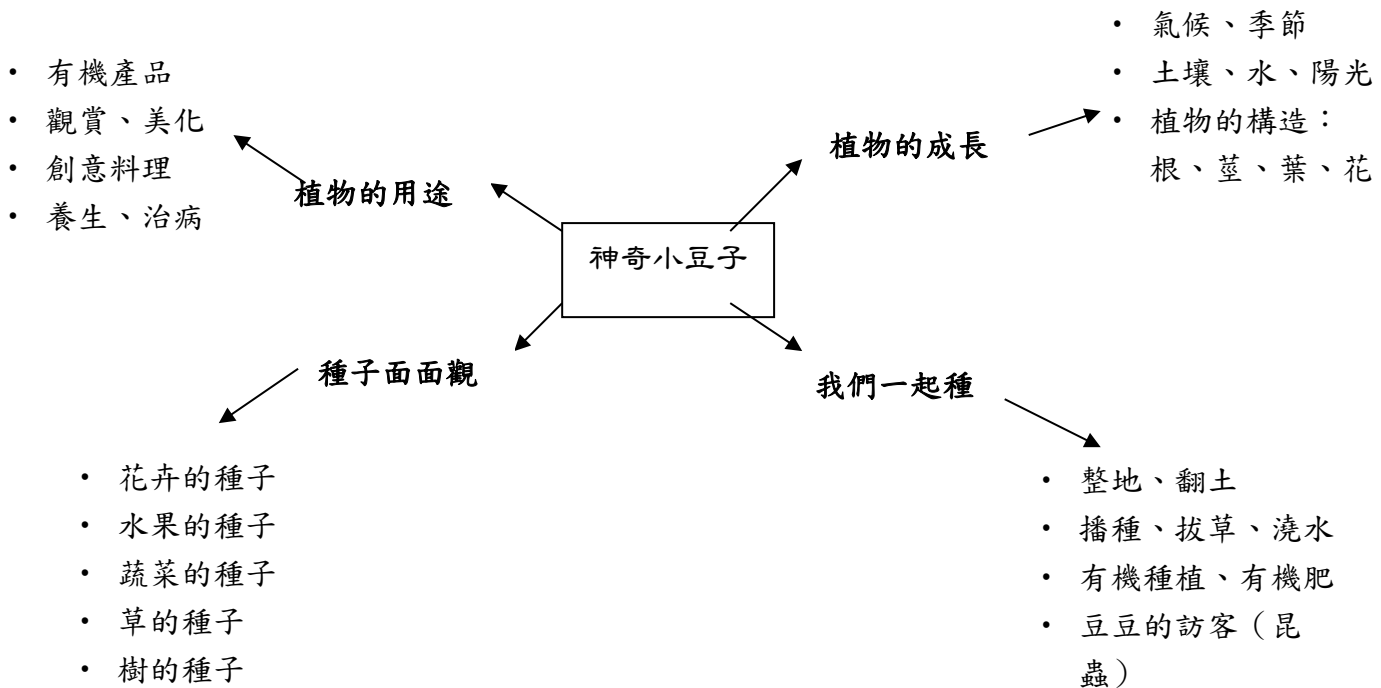 • 氣候、季節
• 土壤、水、陽光
• 植物的構造：
根、莖、葉、花
植物的成長
• 有機產品
• 觀賞、美化
• 創意料理
• 養生、治病
植物的用途
神奇小豆子
種子面面觀
• 花卉的種子
• 水果的種子
• 蔬菜的種子
• 草的種子
• 樹的種子
我們一起種
• 整地、翻土
• 播種、拔草、澆水
• 有機種植、有機肥
• 豆豆的訪客（昆
蟲）